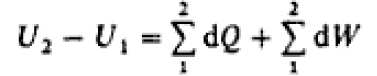 U₂ − U₁ = ∑₁² dQ + ∑₁² dW